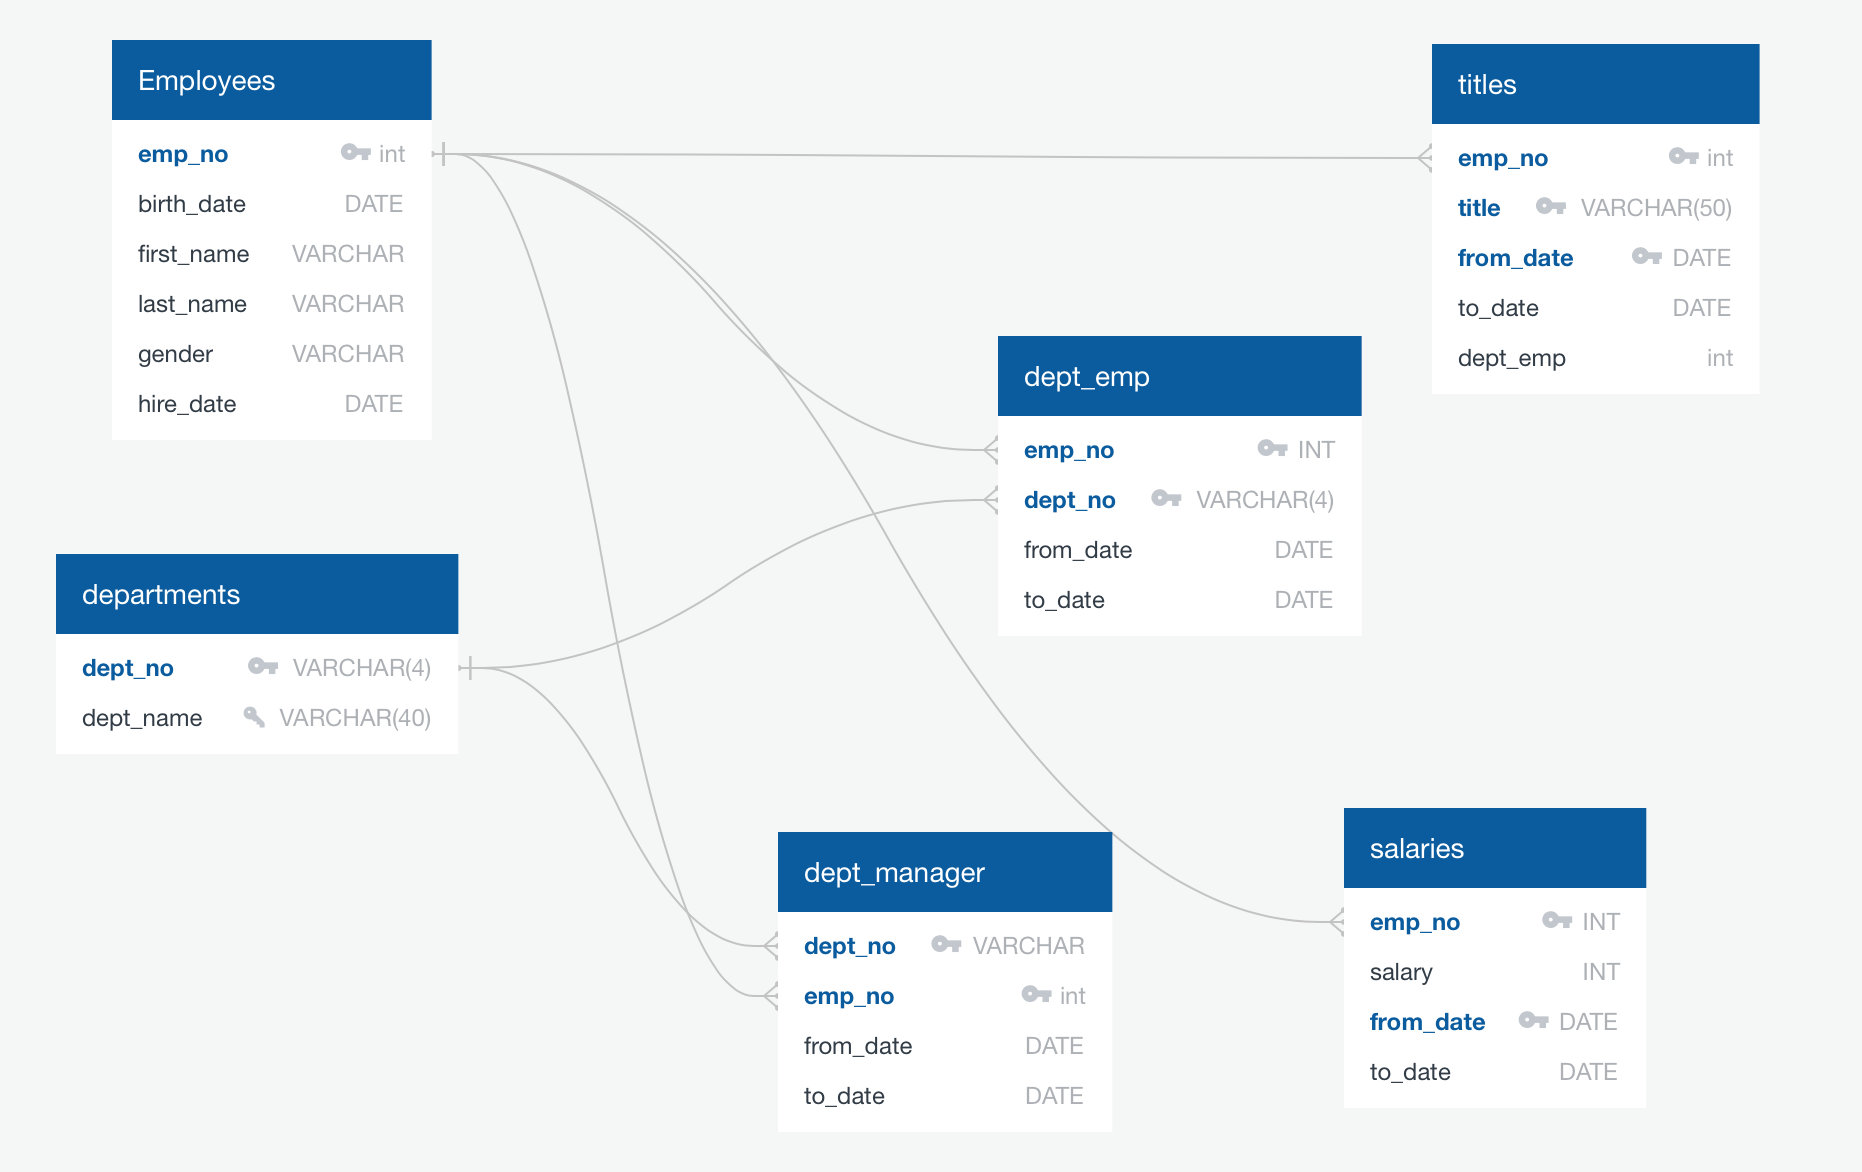 Employees
emp_no int
birth_date DATE
first_name VARCHAR
last_name VARCHAR
gender VARCHAR
hire_date DATE
titles
emp_no int
title VARCHAR(50)
from_date DATE
to_date DATE
dept_emp int
dept_emp
emp_no INT
dept_no VARCHAR(4)
from_date DATE
to_date DATE
departments
dept_no VARCHAR(4)
dept_name VARCHAR(40)
dept_manager
dept_no VARCHAR
emp_no int
from_date DATE
to_date DATE
salaries
emp_no INT
salary INT
from_date DATE
to_date DATE